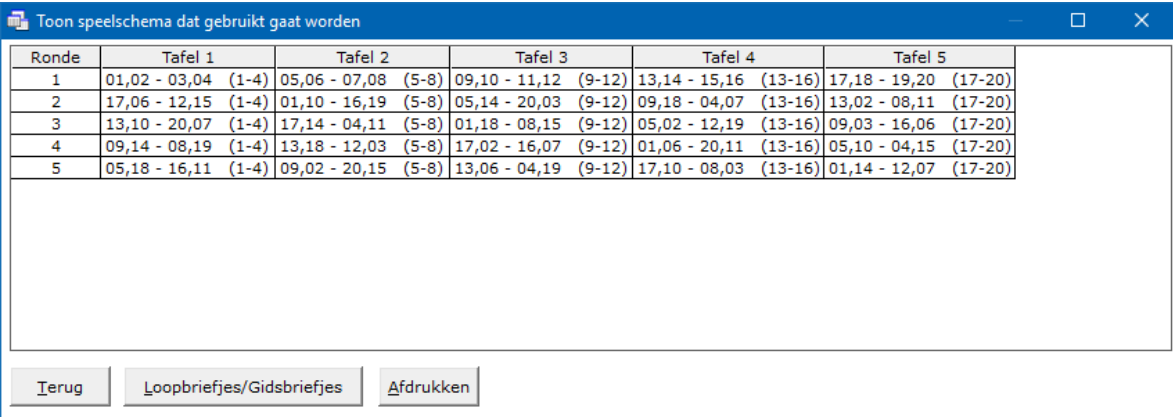 Toon speelschema dat gebruikt gaat worden
Ronde Tafel 1 Tafel 2 Tafel 3 Tafel 4 Tafel 5
1 01,02 - 03,04 (1-4) 05,06 - 07,08 (5-8) 09,10 - 11,12 (9-12) 13,14 - 15,16 (13-16) 17,18 - 19,20 (17-20)
2 17,06 - 12,15 (1-4) 01,10 - 16,19 (5-8) 05,14 - 20,03 (9-12) 09,18 - 04,07 (13-16) 13,02 - 08,11 (17-20)
3 13,10 - 20,07 (1-4) 17,14 - 04,11 (5-8) 01,18 - 08,15 (9-12) 05,02 - 12,19 (13-16) 09,03 - 16,06 (17-20)
4 09,14 - 08,19 (1-4) 13,18 - 12,03 (5-8) 17,02 - 16,07 (9-12) 01,06 - 20,11 (13-16) 05,10 - 04,15 (17-20)
5 05,18 - 16,11 (1-4) 09,02 - 20,15 (5-8) 13,06 - 04,19 (9-12) 17,10 - 08,03 (13-16) 01,14 - 12,07 (17-20)
Terug Loopbriefjes/Gidsbriefjes Afdrukken